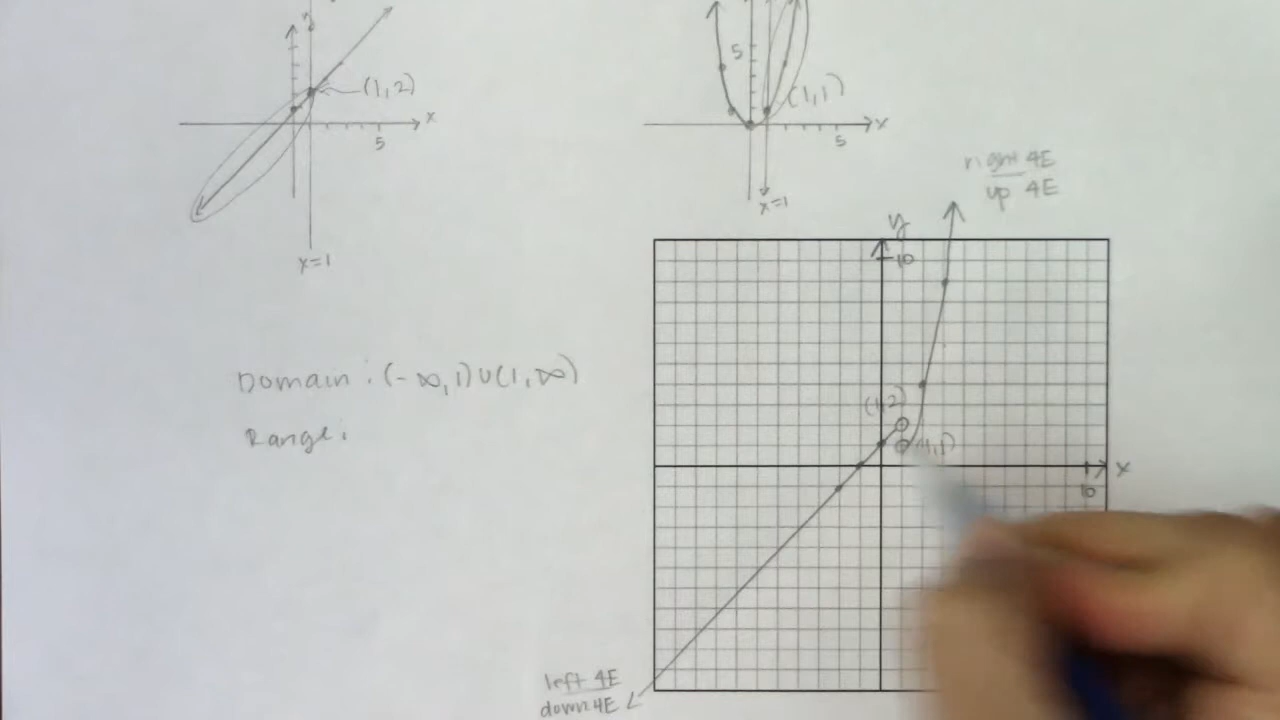 y
(1,2)
x
5
x=1
5
(1,1)
x
5
x=1
right 4E
up 4E
y
10
Domain: (-∞,1)∪(1,∞)
Range:
(1,2)
(1,1)
x
10
left 4E
down 4E